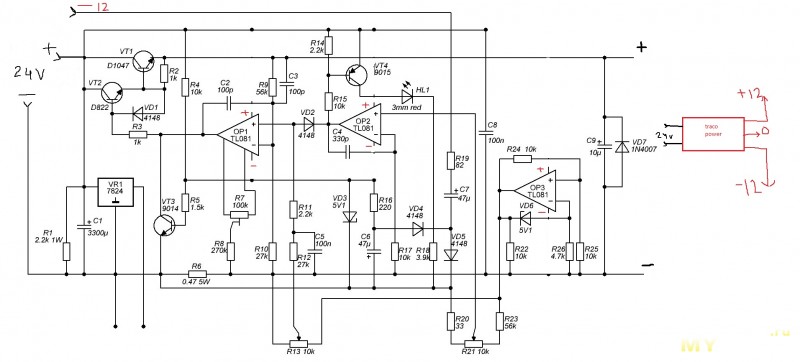 -12
+
24V
-
VT1
D1047
R2
1k
VT2
D822
VD1
4148
R3
1k
R4
10k
C2
100p
R9
56k
C3
100p
R14
2.2k
VT4
9015
HL1
3mm red
R15
10k
OP1
TL081
+
-
VD2
4148
OP2
TL081
+
-
C4
330p
C8
100n
R19
82
C7
47µ
R24 10k
OP3
TL081
+
-
VD6
5V1
C9
10µ
VD7
1N4007
+
24v
traco
power
+12
0
-12
VR1
7824
C1
3300µ
R1
2.2k 1W
VT3
9014
R5
1.5k
R7
100k
R8
270k
R10
27k
R11
2.2k
C5
100n
R12
27k
VD3
5V1
R16
220
C6
47µ
VD4
4148
R17
10k
R18
3.9k
VD5
4148
R22
10k
R26
4.7k
R25
10k
R6
0.47 5W
-
R13 10k
R20
33
R21 10k
R23
56k
MY
.ru